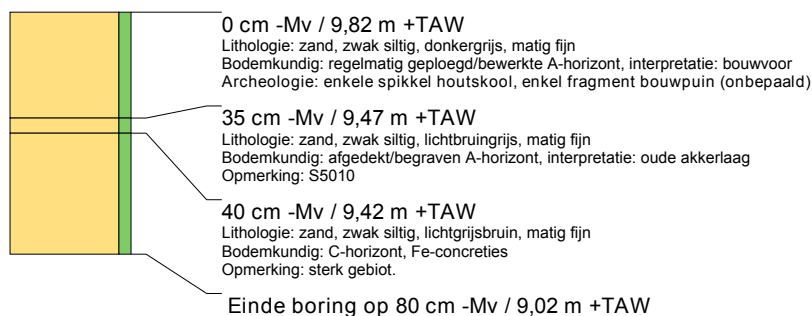 0 cm -Mv / 9,82 m +TAW
Lithologie: zand, zwak siltig, donkergrijs, matig fijn
Bodemkundig: regelmatig geploegd/bewerkte A-horizont, interpretatie: bouwvoor
Archeologie: enkele spikkel houtskool, enkel fragment bouwpuin (onbepaald)
35 cm -Mv / 9,47 m +TAW
Lithologie: zand, zwak siltig, lichtbruingrijs, matig fijn
Bodemkundig: afgedekt/begraven A-horizont, interpretatie: oude akkerlaag
Opmerking: S5010
40 cm -Mv / 9,42 m +TAW
Lithologie: zand, zwak siltig, lichtgrijsbruin, matig fijn
Bodemkundig: C-horizont, Fe-concreties
Opmerking: sterk gebiot.
Einde boring op 80 cm -Mv / 9,02 m +TAW